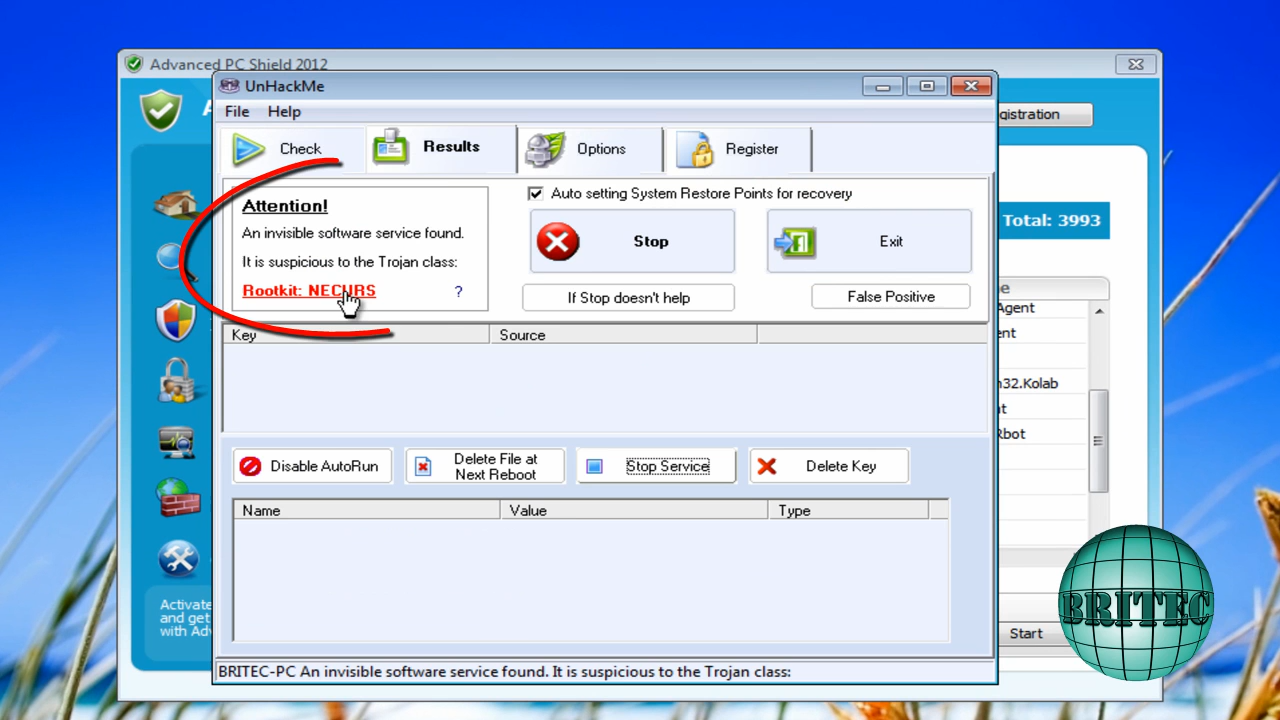 Advanced PC Shield 2012
UnHackMe
File Help
Check
Results
Options
Register
gistration
Attention!
An invisible software service found.
It is suspicious to the Trojan class:
Rootkit: NECURS
?
Auto setting System Restore Points for recovery
Stop
Exit
If Stop doesn't help
False Positive
Total: 3993
Agent
Key
Source
n32.Kolab
Rbot
Disable AutoRun
Delete File at
Next Reboot
Stop Service
Delete Key
Name
Value
Type
Activate
and get
with Adv
Start
BRITEC
BRITEC-PC An invisible software service found. It is suspicious to the Trojan class: